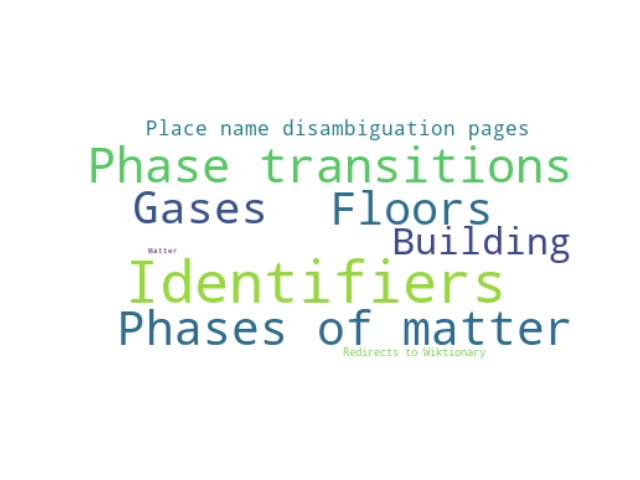 Place name disambiguation pages
Phase transitions
Gases Floors
Building
Matter
Identifiers
Phases of matter
Redirects to Wiktionary